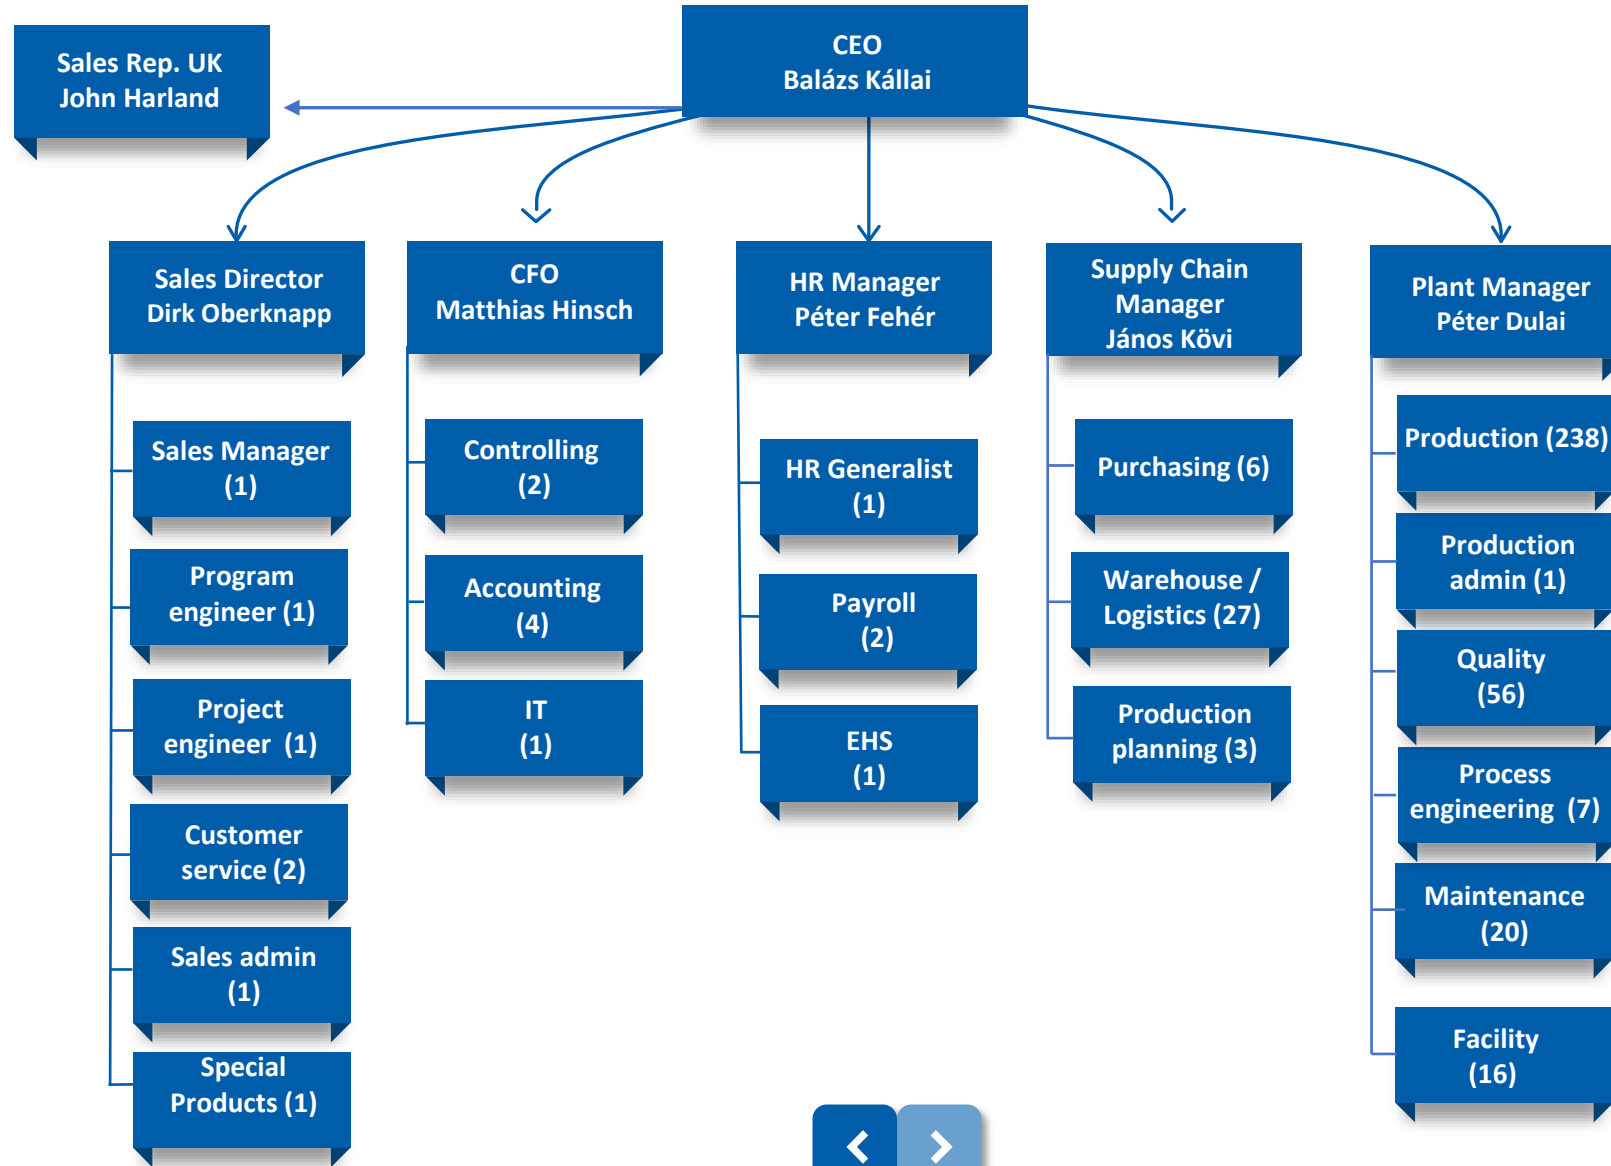 Sales Rep. UK
John Harland
CEO
Balázs Kállai
Sales Director
Dirk Oberknapp
CFO
Matthias Hinsch
HR Manager
Péter Fehér
Supply Chain
Manager
János Kövi
Plant Manager
Péter Dulai
Sales Manager
(1)
Program
engineer (1)
Project
engineer (1)
Customer
service (2)
Sales admin
(1)
Special
Products (1)
Controlling
(2)
Accounting
(4)
IT
(1)
HR Generalist
(1)
Payroll
(2)
EHS
(1)
Purchasing (6)
Warehouse /
Logistics (27)
Production
planning (3)
Production (238)
Production
admin (1)
Quality
(56)
Process
engineering (7)
Maintenance
(20)
Facility
(16)